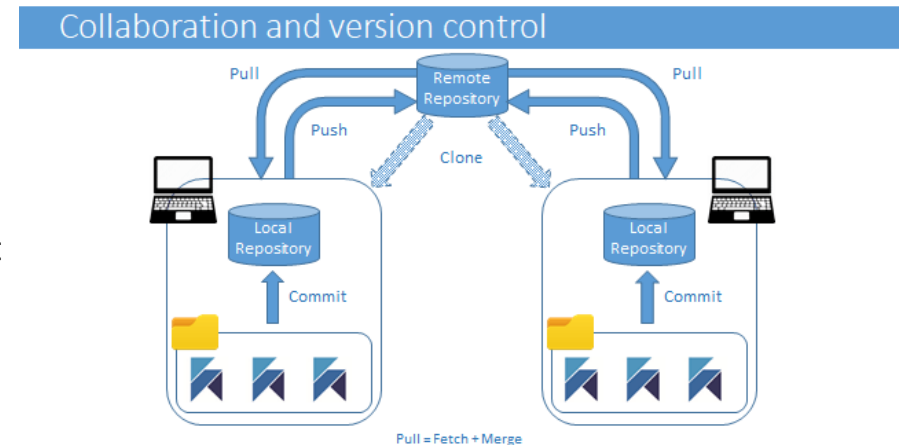 Collaboration and version control
Pull
Remote
Repository
Pull
Push
Push
Clone
Local
Repository
Local
Repository
Commit
Commit
Pull = Fetch + Merge